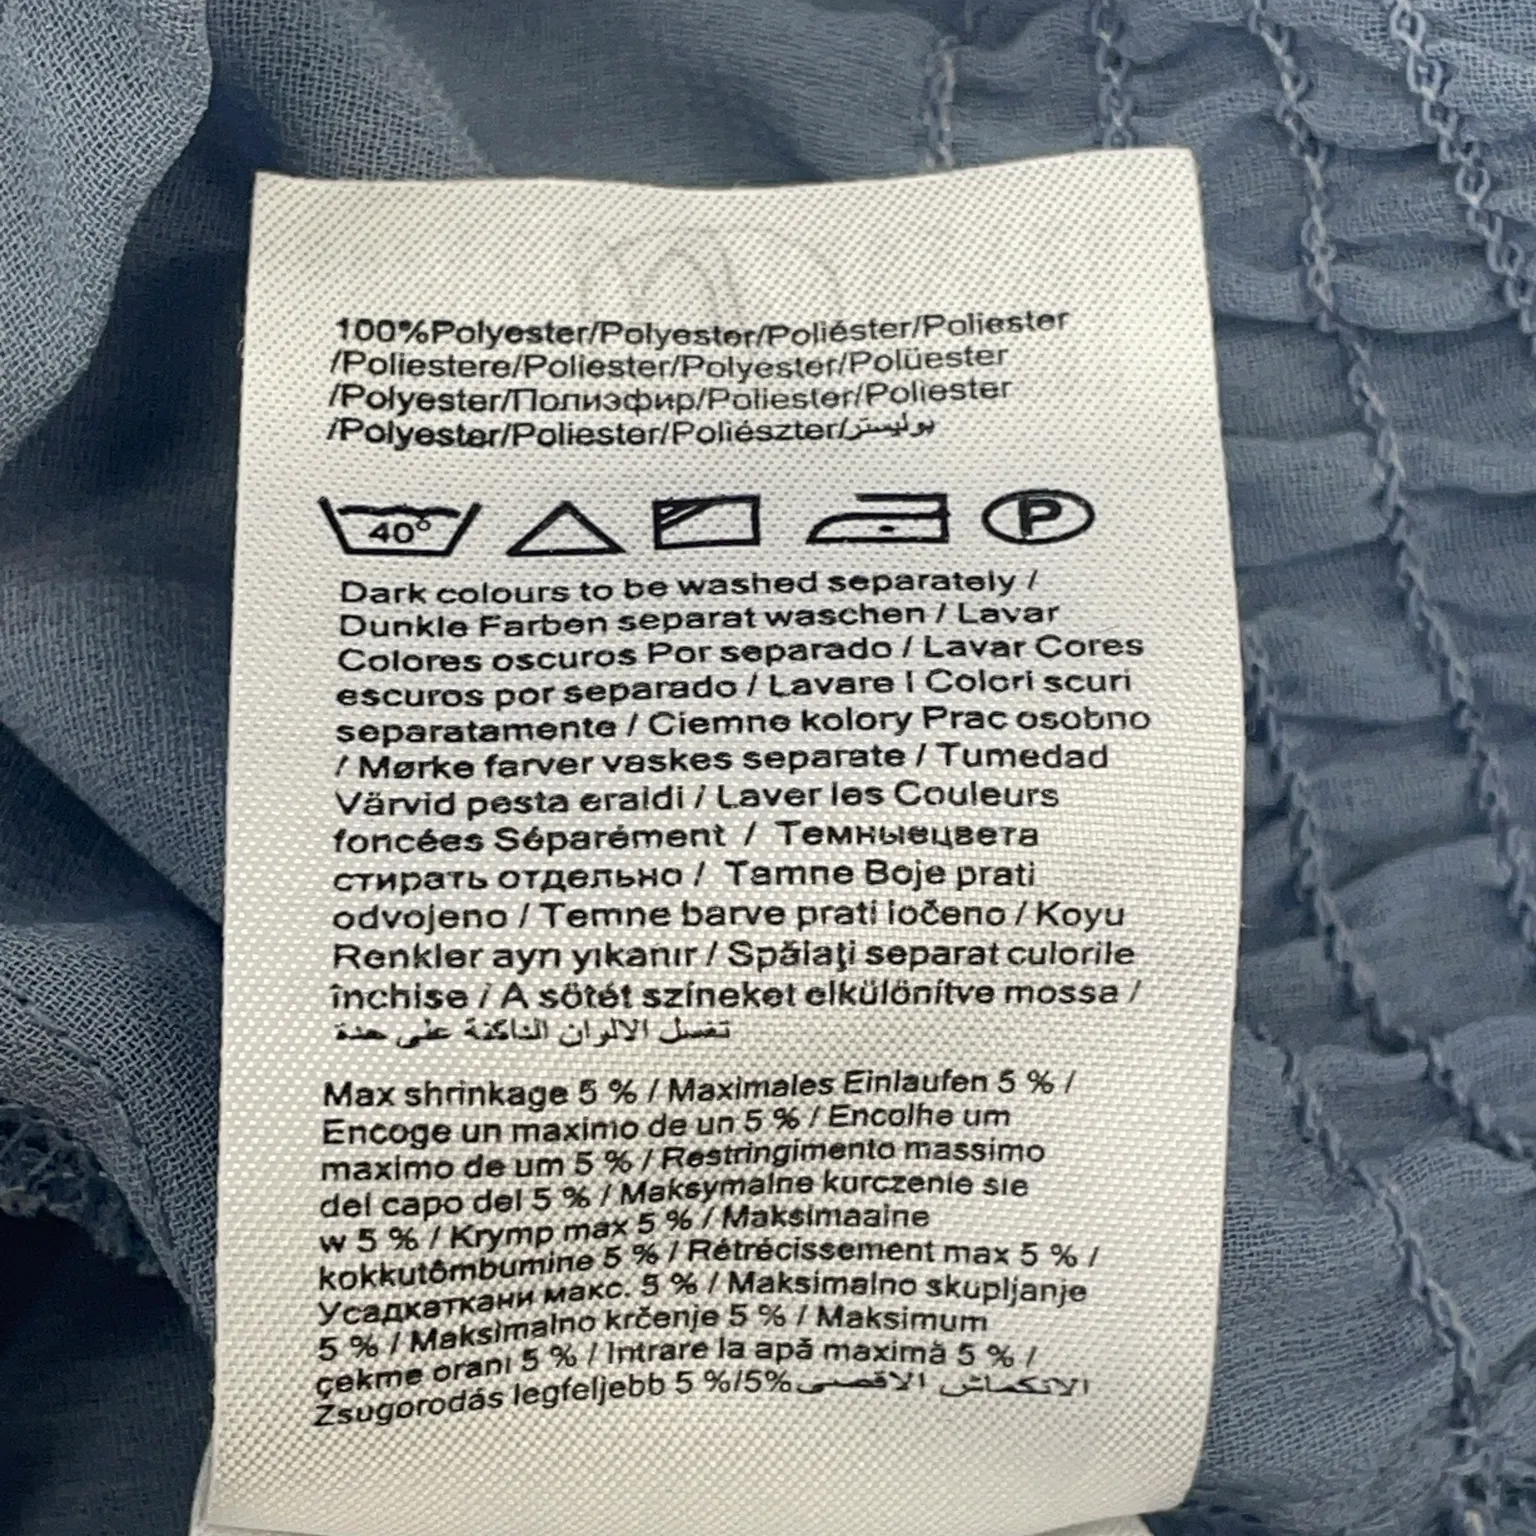 100%Polyester/Polyester/Poliéster/Poliester
/Poliestere/Poliester/Polyester/Polüester
/Polyester/Полиэфир/Poliester/Poliester
/Polyester/Poliester/Poliészter/بوليستر
40°
P
Dark colours to be washed separately /
Dunkle Farben separat waschen / Lavar
Colores oscuros Por separado / Lavar Cores
escuros por separado / Lavare I Colori scuri
separatamente / Ciemne kolory Prac osobno
/ Mørke farver vaskes separate / Tumedad
Värvid pesta eraldi / Laver les Couleurs
foncées Séparément / Темныецвета
стирать отдельно / Tamne Boje prati
odvojeno / Temne barve prati ločeno / Koyu
Renkler ayrı yıkanır / Spălaţi separat culorile
închise / A sötét színeket elkülönítve mossa /
تغسل الالوان الداكنة على حدة
Max shrinkage 5 % / Maximales Einlaufen 5 % /
Encoge un maximo de un 5 % / Encolhe um
maximo de um 5 % / Restringimento massimo
del capo del 5 % / Maksymalne kurczenie sie
w 5 % / Krymp max 5 % / Maksimaalne
kokkutõmbumine 5 % / Rétrécissement max 5 % /
Усадкаткани макс. 5 % / Maksimalno skupljanje
5 % / Maksimalno krčenje 5 % / Maksimum
çekme oranı 5 % / Intrare la apă maximă 5 % /
Zsugorodás legfeljebb 5 %/5% الانكماش الاقصى